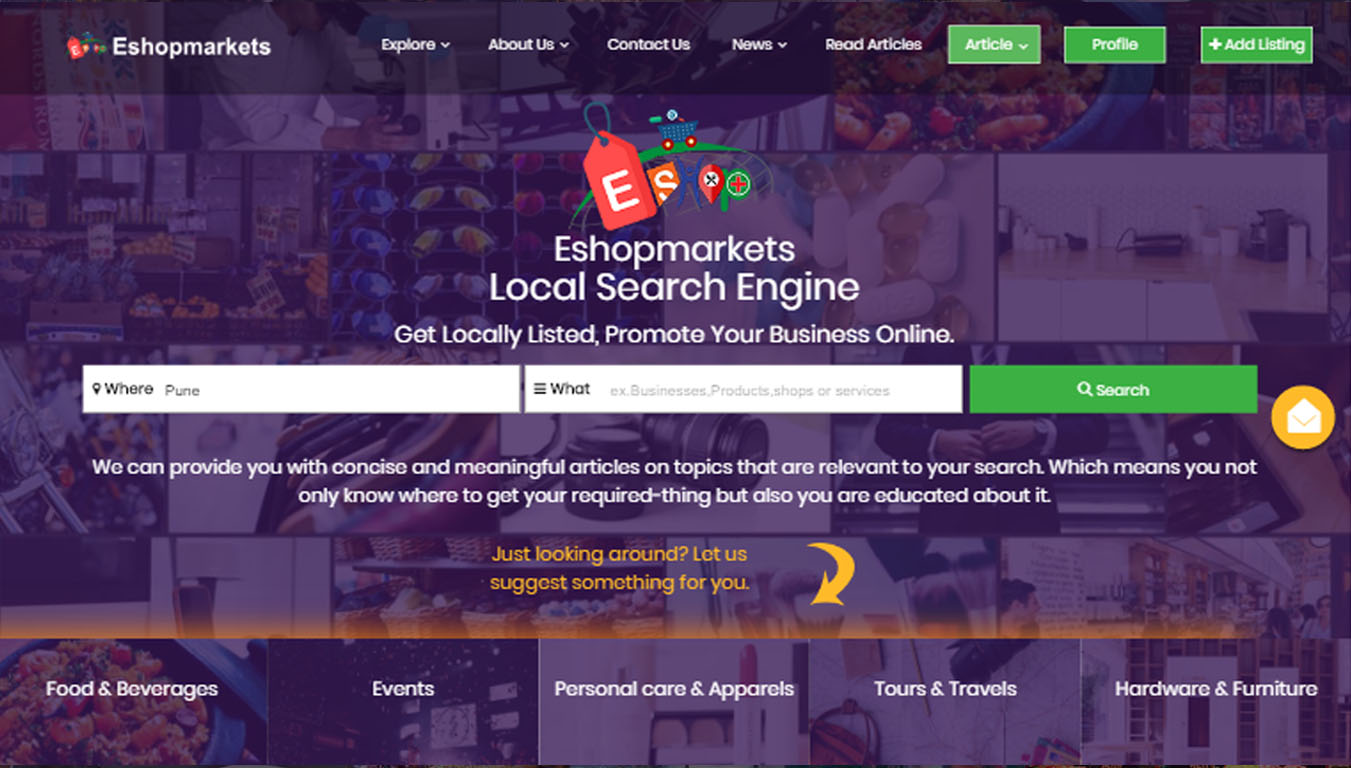 Eshopmarkets
Explore
About Us
Contact Us
News
Read Articles
Article
Profile
Add Listing
E S H O P
Eshopmarkets
Local Search Engine
Get Locally Listed, Promote Your Business Online.
Where Pune
What ex.Businesses,Products,shops or services
Search
We can provide you with concise and meaningful articles on topics that are relevant to your search. Which means you not
only know where to get your required-thing but also you are educated about it.
Just looking around? Let us
suggest something for you.
Food & Beverages
Events
Personal care & Apparels
Tours & Travels
Hardware & Furniture